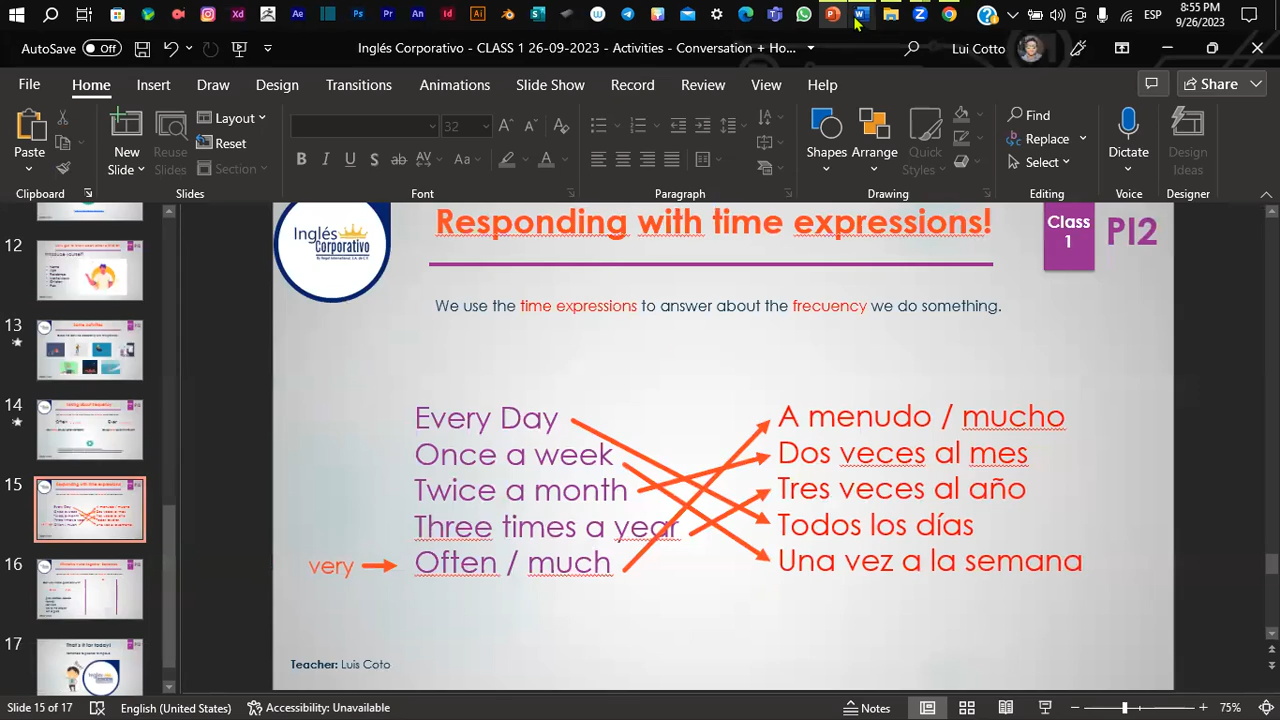 ESP
8:55 PM
9/26/2023
AutoSave
Off
Inglés Corporativo - CLASS 1 26-09-2023 - Activities - Conversation + Ho...
Lui Cotto
File
Home
Insert
Draw
Design
Transitions
Animations
Slide Show
Record
Review
View
Help
Share
Paste
New
Slide
Reuse
Slides
Layout
Reset
Section
32
Shapes
Arrange
Quick
Styles
Find
Replace
Select
Dictate
Design
Ideas
Clipboard
Slides
Font
Paragraph
Drawing
Editing
Voice
Designer
12
13
14
15
16
17
That's it for today!
Inglés
Corporativo
Responding with time expressions!
Class
1
PI2
We use the time expressions to answer about the frecuency we do something.
Every Day
Once a week
Twice a month
Three times a year
very
Often / much
A menudo / mucho
Dos veces al mes
Tres veces al año
Todos los días
Una vez a la semana
Teacher: Luis Coto
Slide 15 of 17
English (United States)
Accessibility: Unavailable
Notes
75%